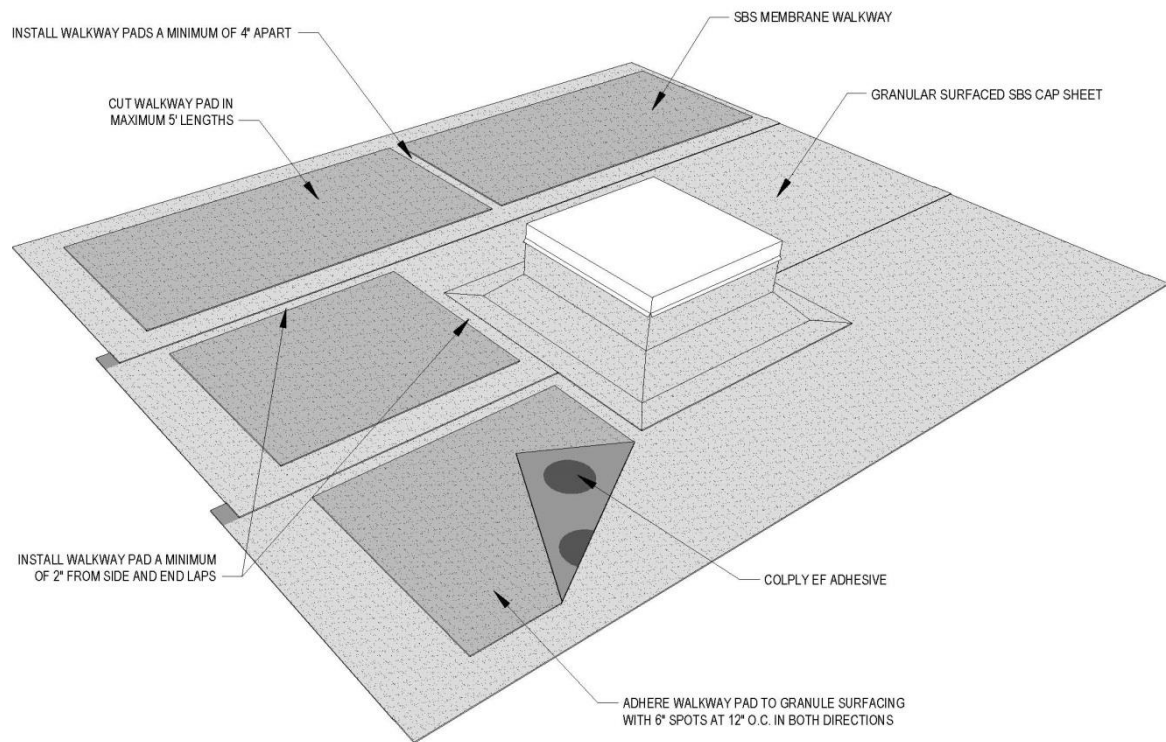 SBS MEMBRANE WALKWAY
INSTALL WALKWAY PADS A MINIMUM OF 4" APART
GRANULAR SURFACED SBS CAP SHEET
CUT WALKWAY PAD IN
MAXIMUM 5' LENGTHS
INSTALL WALKWAY PAD A MINIMUM
OF 2" FROM SIDE AND END LAPS
COLPLY EF ADHESIVE
ADHERE WALKWAY PAD TO GRANULE SURFACING
WITH 6" SPOTS AT 12" O.C. IN BOTH DIRECTIONS